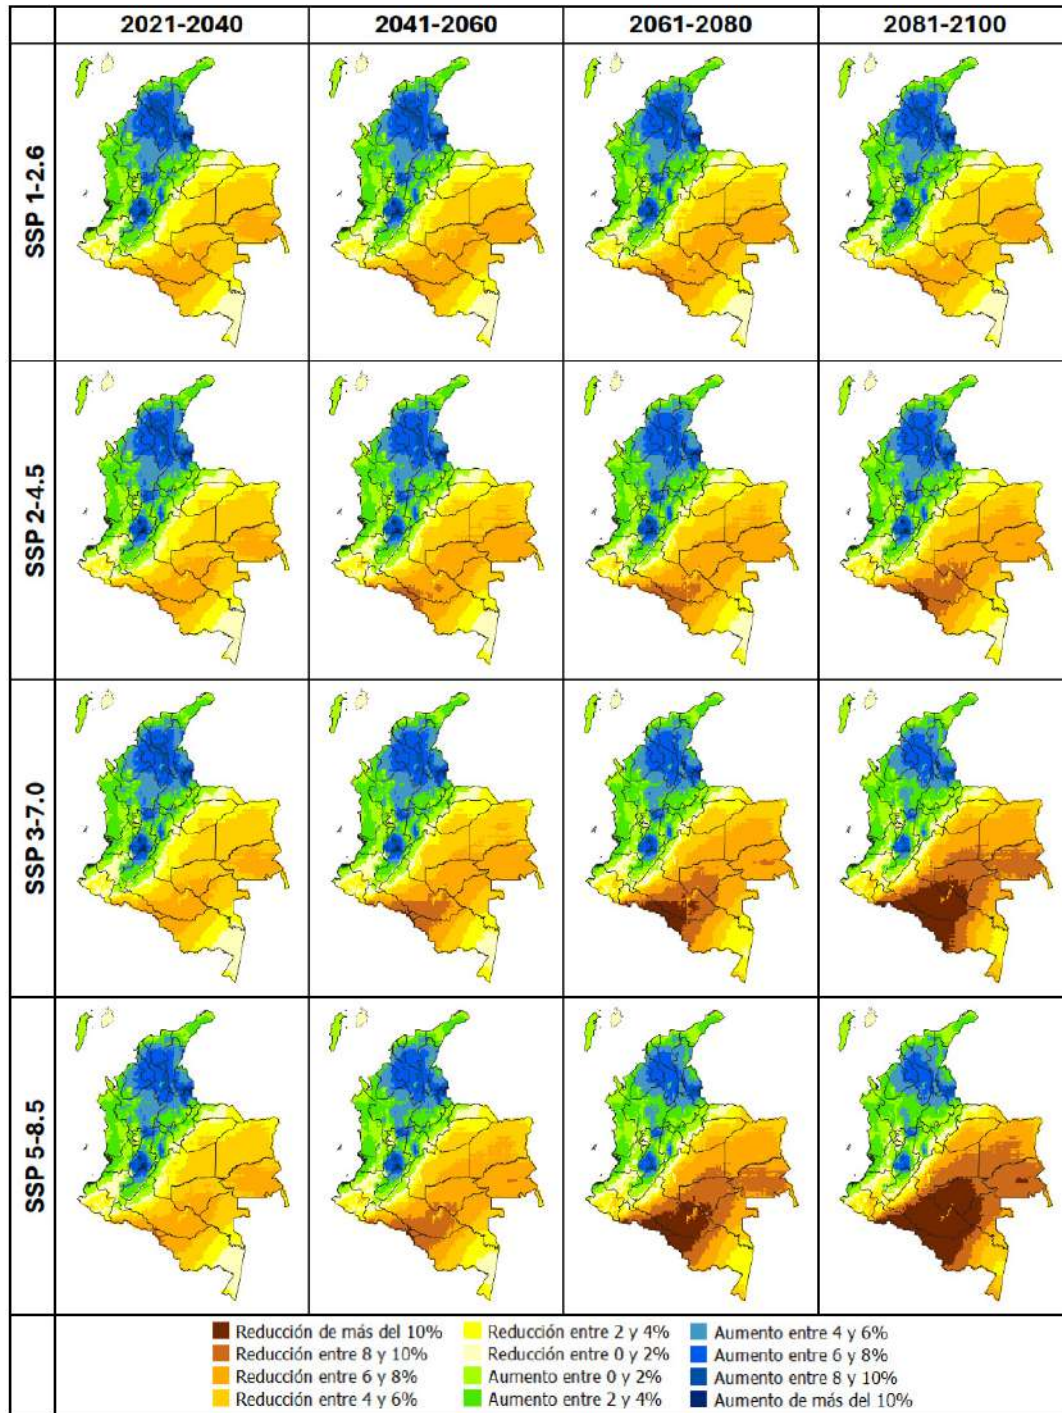 2021-2040 2041-2060 2061-2080 2081-2100
SSP 1-2.6
SSP 2-4.5
SSP 3-7.0
SSP 5-8.5
Reducción de más del 10% Reducción entre 2 y 4% Aumento entre 4 y 6%
Reducción entre 8 y 10% Reducción entre 0 y 2% Aumento entre 6 y 8%
Reducción entre 6 y 8% Aumento entre 0 y 2% Aumento entre 8 y 10%
Reducción entre 4 y 6% Aumento entre 2 y 4% Aumento de más del 10%